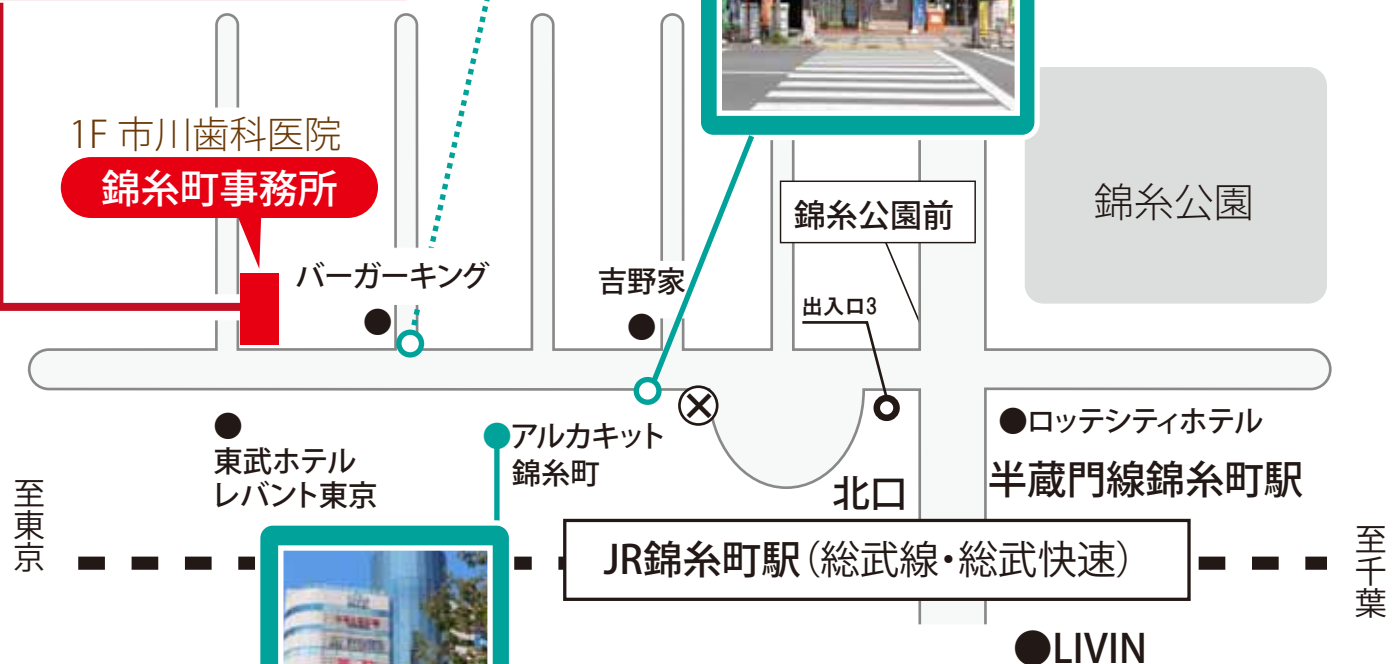 1F 市川歯科医院
錦糸町事務所
錦糸公園前
錦糸公園
バーガーキング
吉野家
出入口3
東武ホテル
レバント東京
アルカキット
錦糸町
ロッテシティホテル
北口
半蔵門線錦糸町駅
至東京
JR錦糸町駅(総武線・総武快速)
至千葉
LIVIN